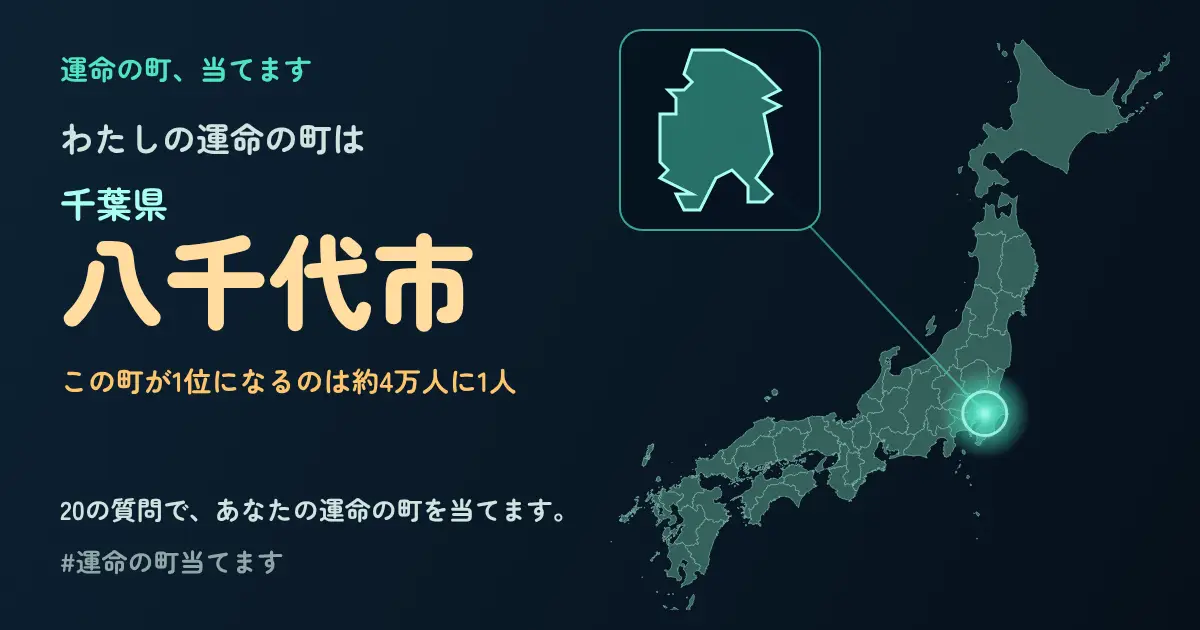 運命の町、当てます
わたしの運命の町は
千葉県
八千代市
この町が1位になるのは約4万人に1人
20の質問で、あなたの運命の町を当てます。
#運命の町当てます